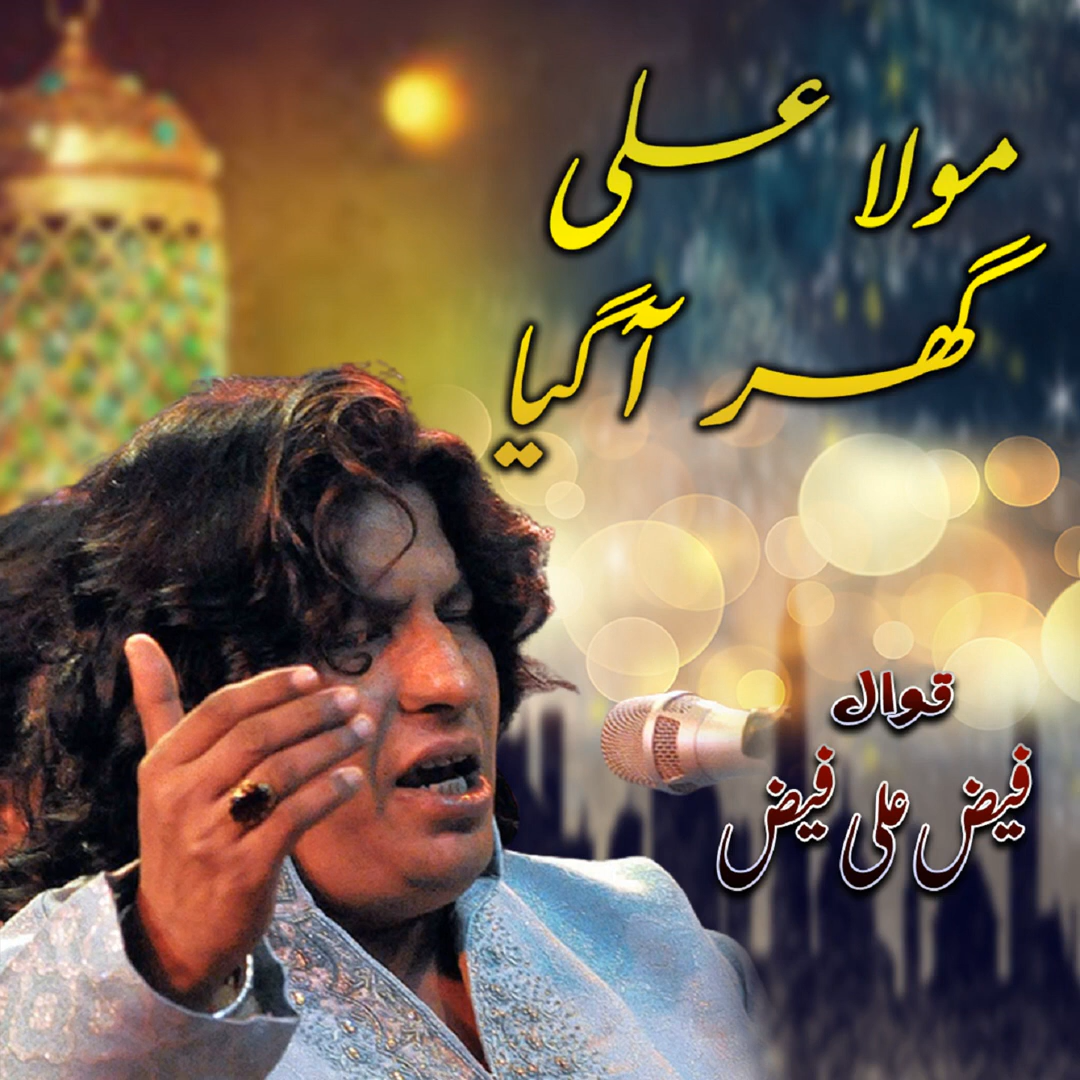 مولا علی
گھر آگیا
قوال
فیض علی فیض